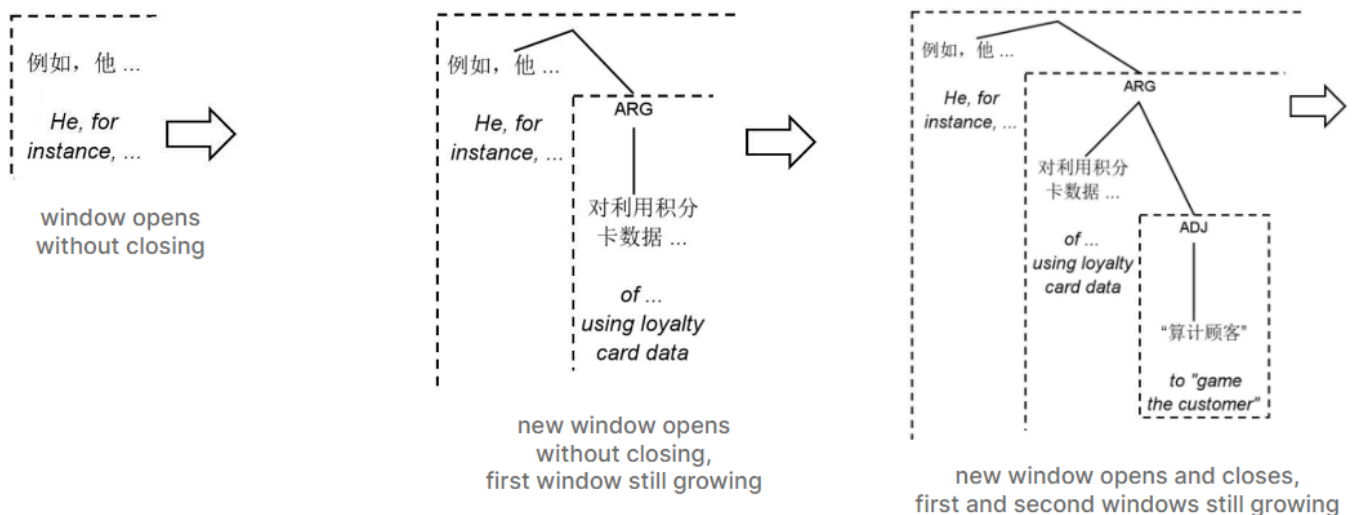 例如，他 ...
He, for
instance, ...
window opens
without closing
例如，他 ...
He, for
instance, ...
ARG
对利用积分
卡数据 ...
of ...
using loyalty
card data
new window opens
without closing,
first window still growing
例如，他 ...
He, for
instance, ...
ARG
对利用积分
卡数据 ...
of ...
using loyalty
card data
ADJ
“算计顾客”
to "game
the customer"
new window opens and closes,
first and second windows still growing